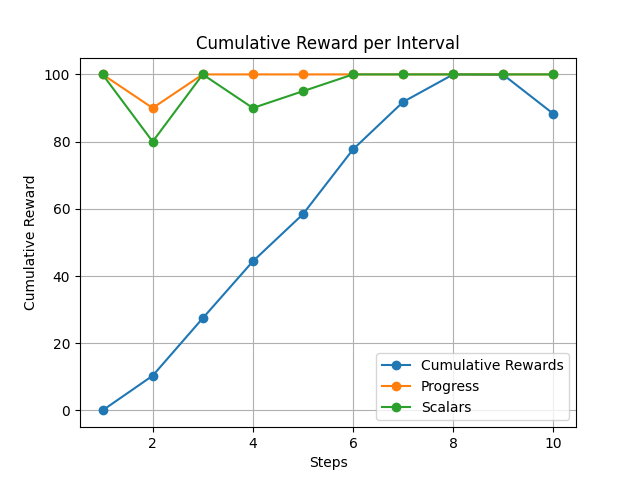 Cumulative Reward per Interval
100
80
60
40
20
0
Cumulative Reward
2
4
6
8
10
Steps
Cumulative Rewards
Progress
Scalars